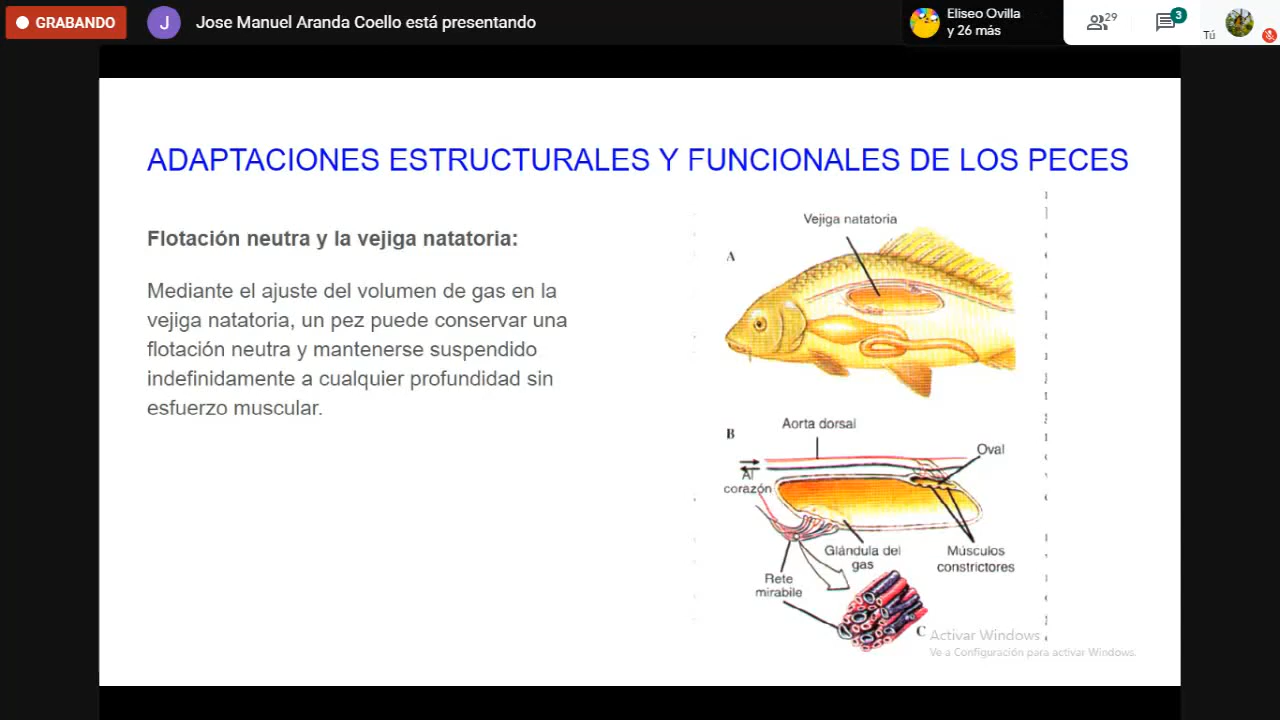 GRABANDO
J
Jose Manuel Aranda Coello está presentando
Eliseo Ovilla
y 26 más
29
3
Tú
ADAPTACIONES ESTRUCTURALES Y FUNCIONALES DE LOS PECES
Flotación neutra y la vejiga natatoria:
Mediante el ajuste del volumen de gas en la
vejiga natatoria, un pez puede conservar una
flotación neutra y mantenerse suspendido
indefinidamente a cualquier profundidad sin
esfuerzo muscular.
Vejiga natatoria
A
Aorta dorsal
B
Oval
Al
corazón
Glándula del
gas
Músculos
constrictores
Rete
mirabile
C
Activar Windows
Ve a Configuración para activar Windows.